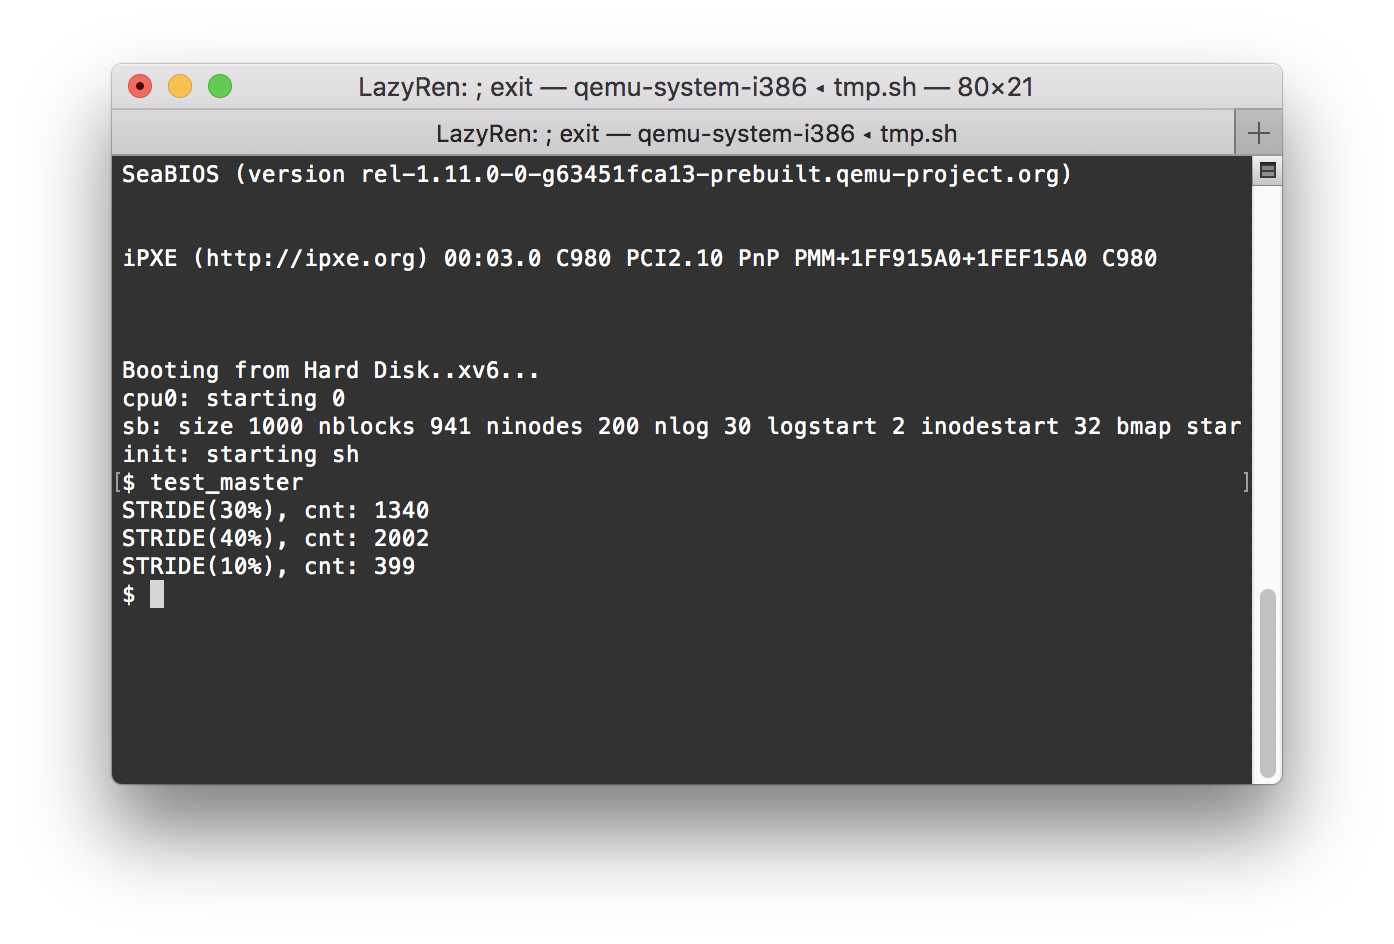 LazyRen: ; exit — qemu-system-i386 ◂ tmp.sh — 80×21
LazyRen: ; exit — qemu-system-i386 ◂ tmp.sh
SeaBIOS (version rel-1.11.0-0-g63451fca13-prebuilt.qemu-project.org)
iPXE (http://ipxe.org) 00:03.0 C980 PCI2.10 PnP PMM+1FF915A0+1FEF15A0 C980
Booting from Hard Disk..xv6...
cpu0: starting 0
sb: size 1000 nblocks 941 ninodes 200 nlog 30 logstart 2 inodestart 32 bmap star
init: starting sh
[$ test_master ]
STRIDE(30%), cnt: 1340
STRIDE(40%), cnt: 2002
STRIDE(10%), cnt: 399
$